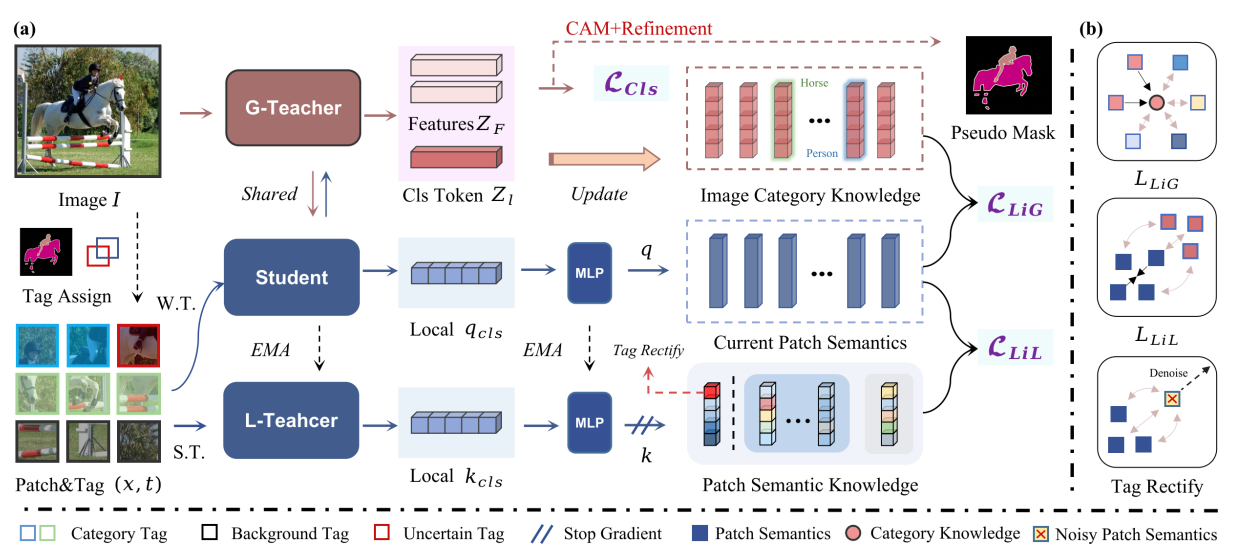 (a)
CAM+Refinement
(b)
G-Teacher
Features Z_F
Cls Token Z_l
ℒ_Cls
Horse
Person
Update
Image Category Knowledge
Pseudo Mask
L_LiG
Image I
Shared
ℒ_LiG
Tag Assign
W.T.
Student
Local q_cls
MLP
q
Current Patch Semantics
L_LiL
EMA
EMA
Tag Rectify
ℒ_LiL
Denoise
L-Teahcer
S.T.
Local k_cls
MLP
k
Patch&Tag (x, t)
Patch Semantic Knowledge
Tag Rectify
Category Tag
Background Tag
Uncertain Tag
Stop Gradient
Patch Semantics
Category Knowledge
Noisy Patch Semantics